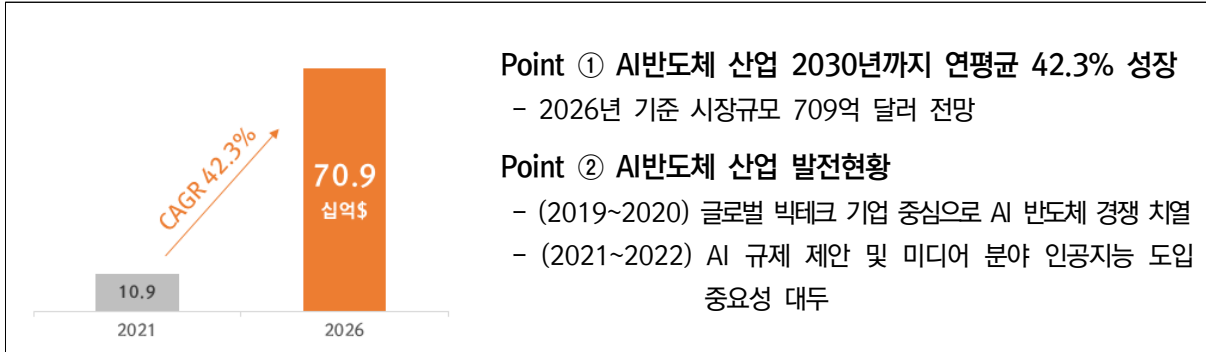 CAGR 42.3%
70.9
십억$
10.9
2021
2026
Point ① AI반도체 산업 2030년까지 연평균 42.3% 성장
- 2026년 기준 시장규모 709억 달러 전망
Point ② AI반도체 산업 발전현황
- (2019~2020) 글로벌 빅테크 기업 중심으로 AI 반도체 경쟁 치열
- (2021~2022) AI 규제 제안 및 미디어 분야 인공지능 도입
중요성 대두